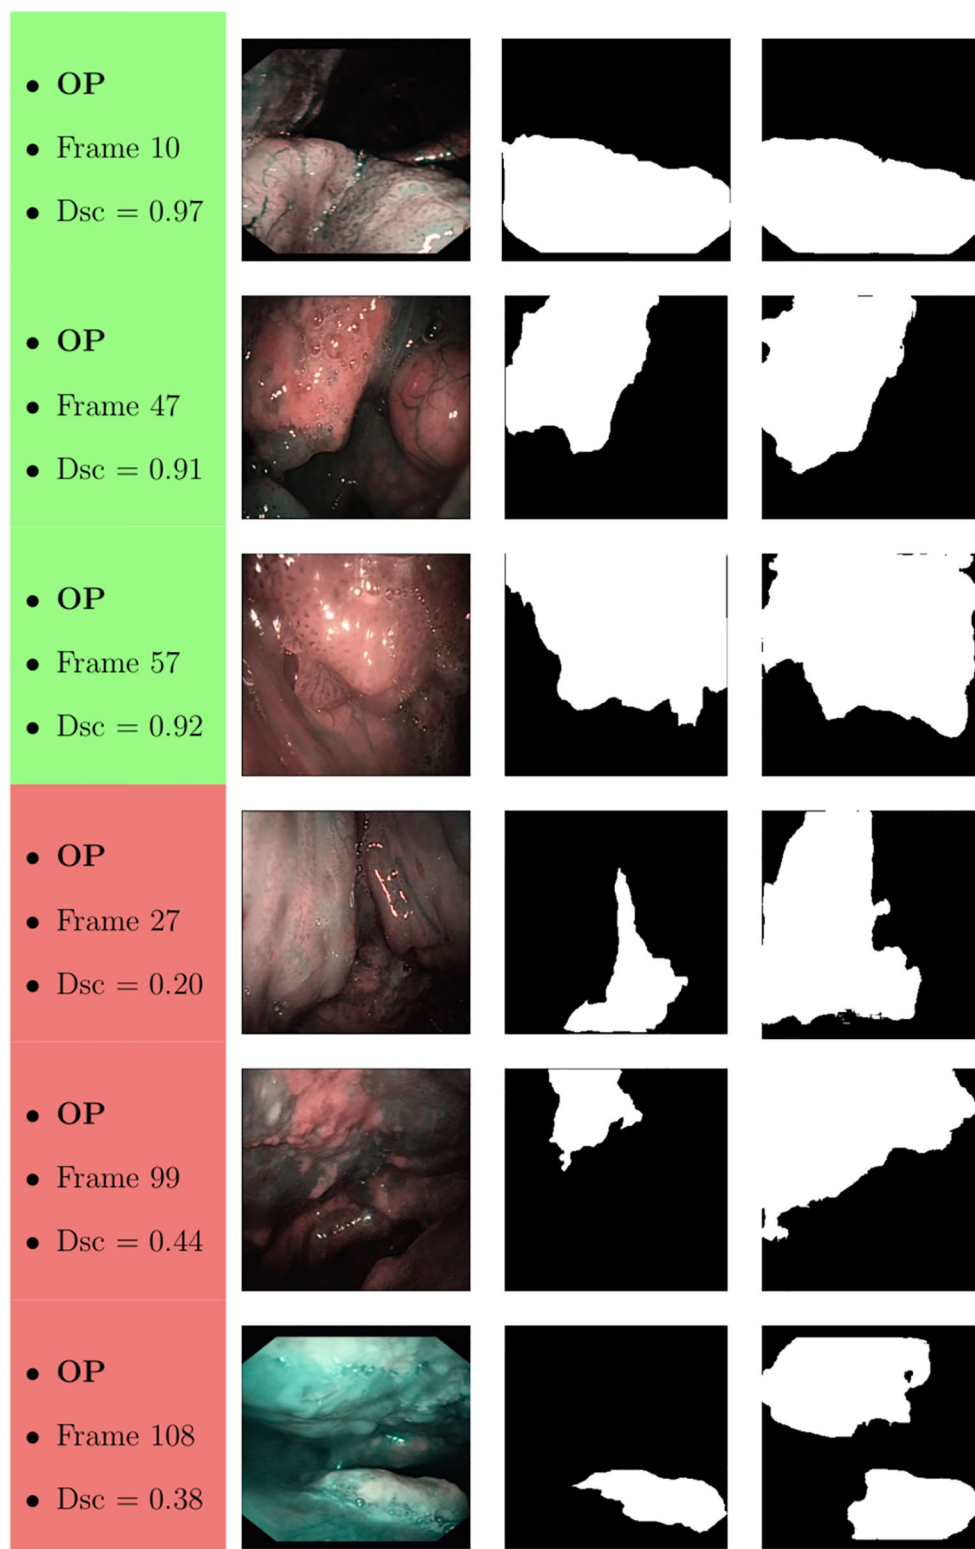 • OP
• Frame 10
• Dsc = 0.97
• OP
• Frame 47
• Dsc = 0.91
• OP
• Frame 57
• Dsc = 0.92
• OP
• Frame 27
• Dsc = 0.20
• OP
• Frame 99
• Dsc = 0.44
• OP
• Frame 108
• Dsc = 0.38